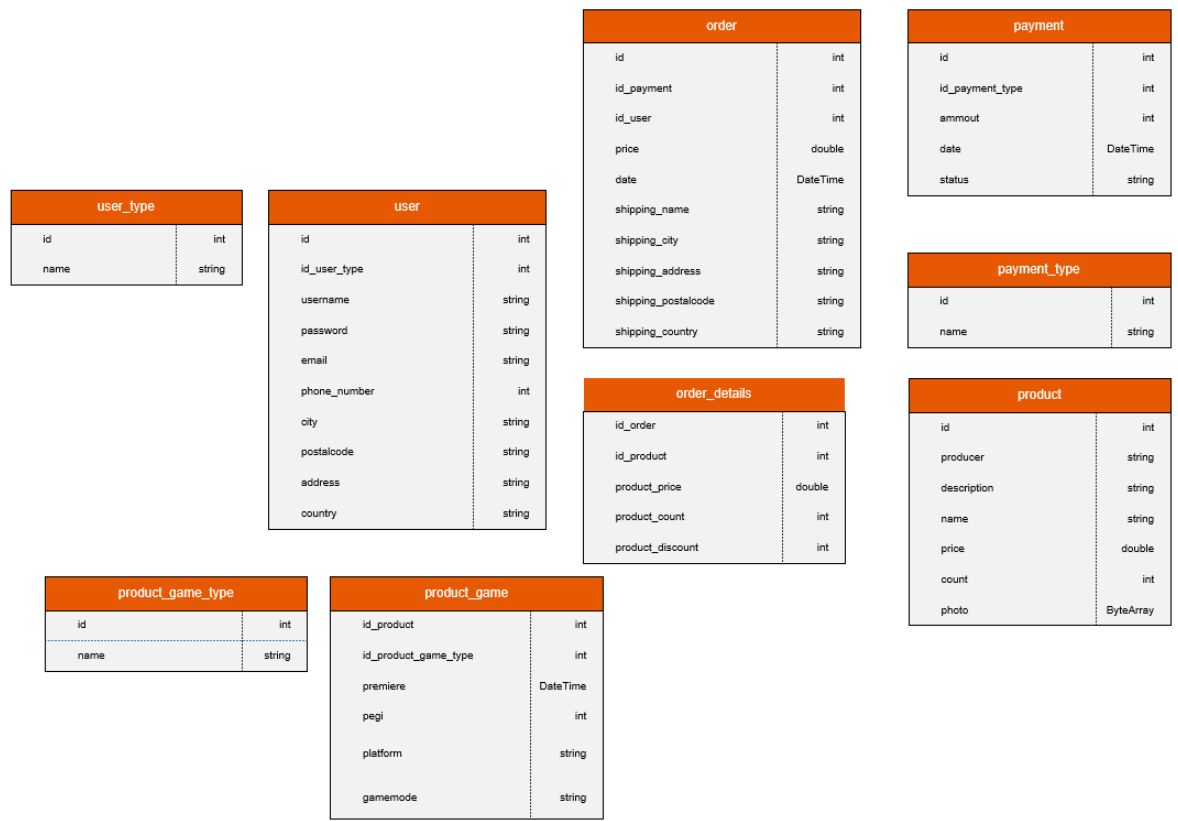 order
id int
id_payment int
id_user int
price double
date DateTime
shipping_name string
shipping_city string
shipping_address string
shipping_postalcode string
shipping_country string
payment
id int
id_payment_type int
ammout int
date DateTime
status string
user_type
id int
name string
user
id int
id_user_type int
username string
password string
email string
phone_number int
city string
postalcode string
address string
country string
payment_type
id int
name string
order_details
id_order int
id_product int
product_price double
product_count int
product_discount int
product
id int
producer string
description string
name string
price double
count int
photo ByteArray
product_game_type
id int
name string
product_game
id_product int
id_product_game_type int
premiere DateTime
pegi int
platform string
gamemode string